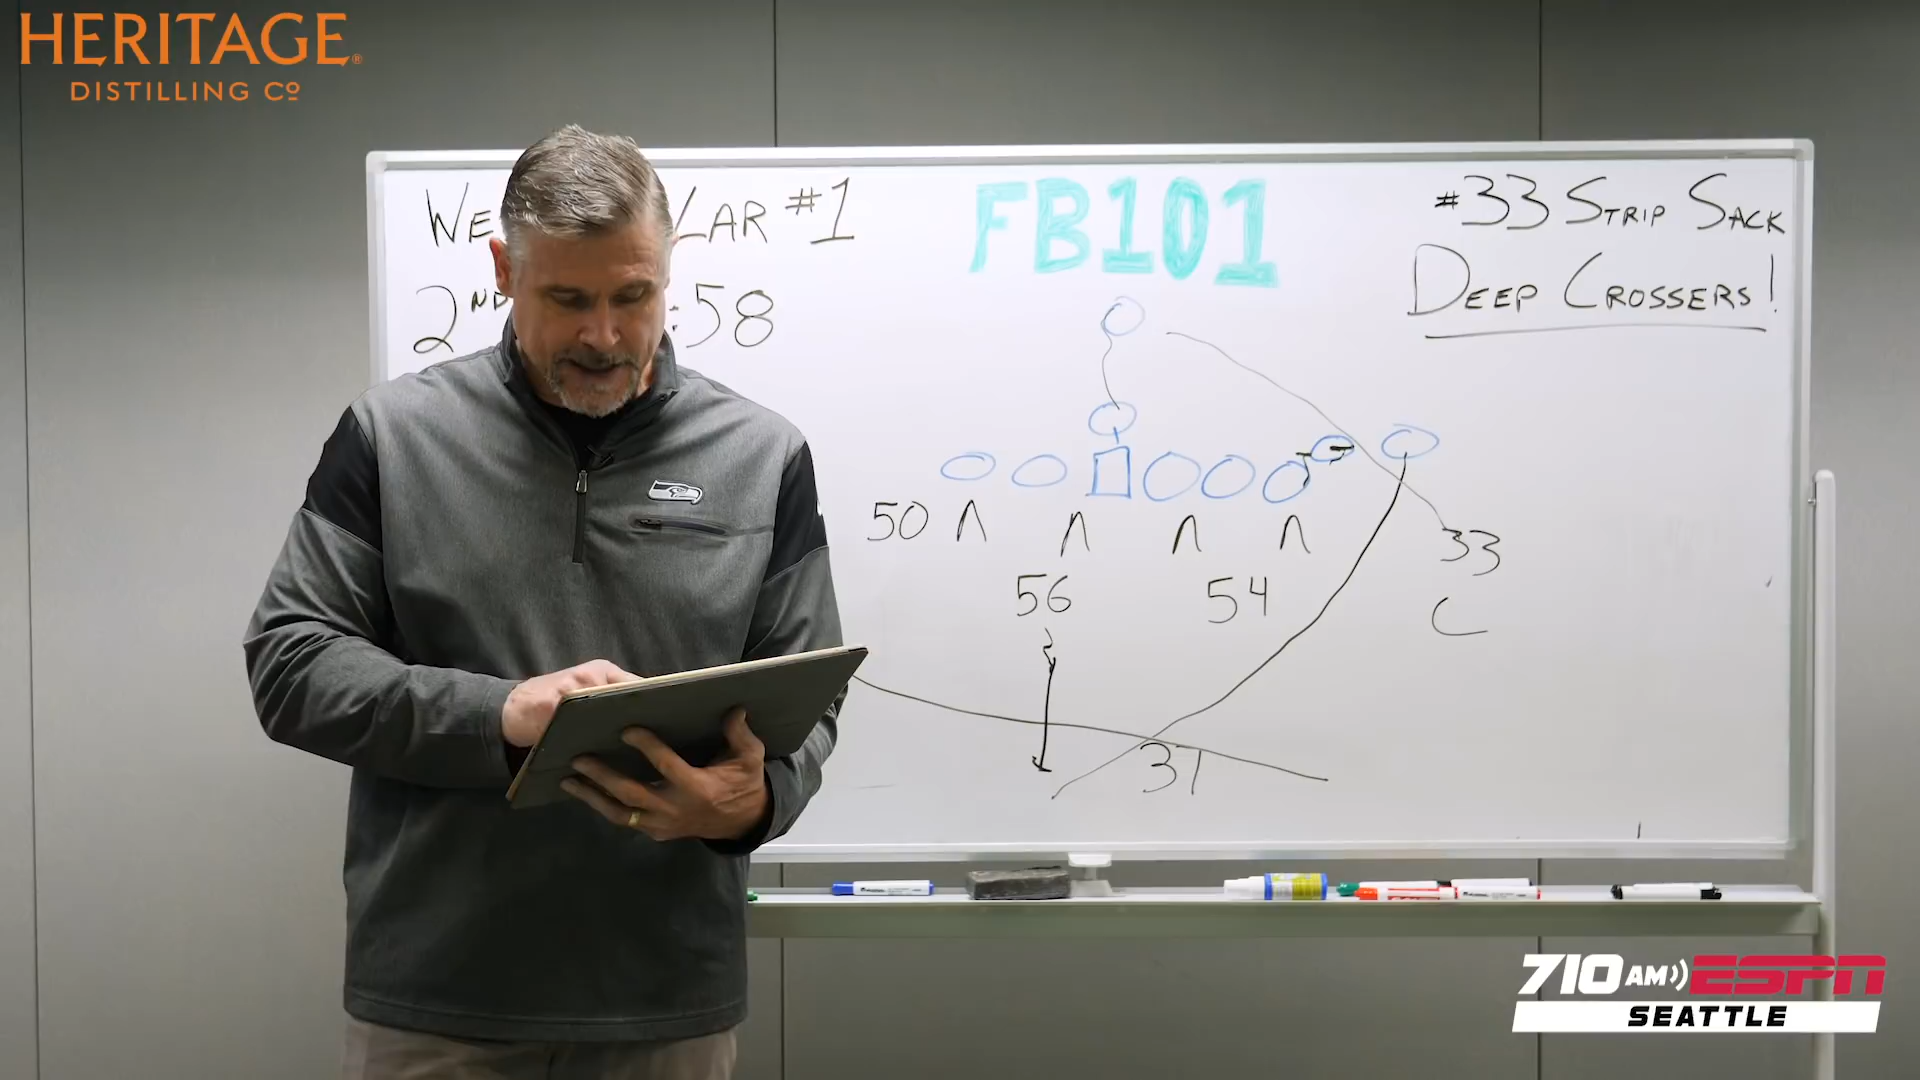 HERITAGE®
DISTILLING Cº
WE LAR #1
2ND :58
FB101
#33 STRIP SACK
DEEP CROSSERS!
50
33
56
54
C
37
710 AM ESPN
SEATTLE